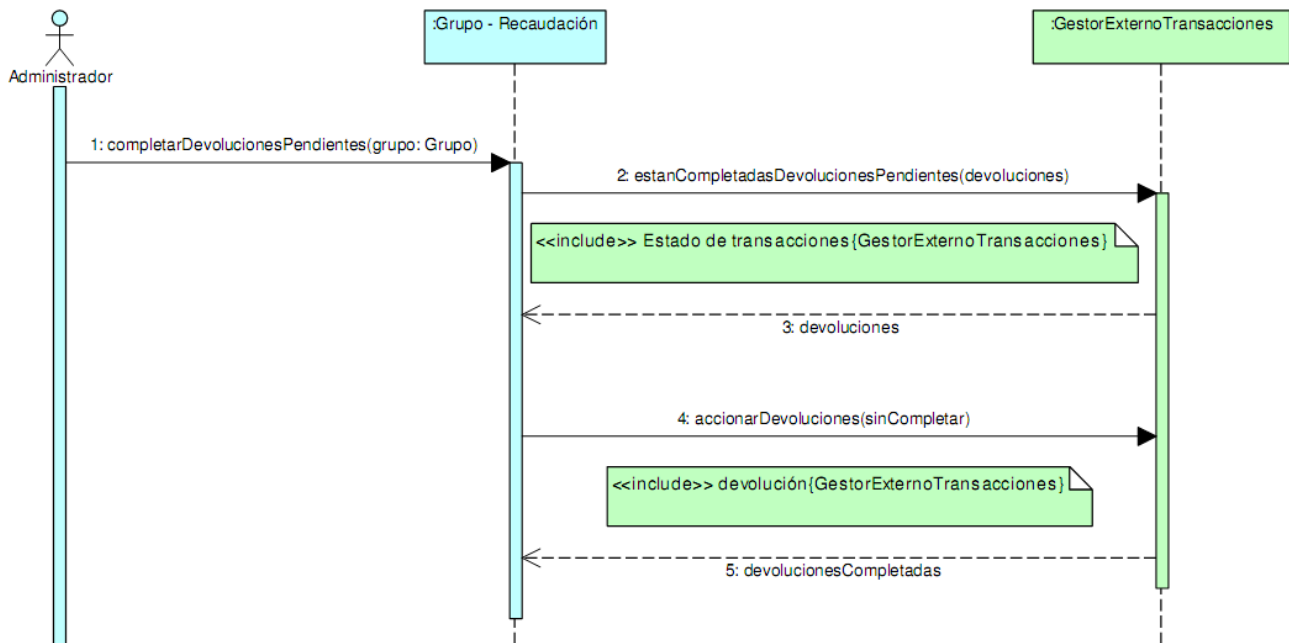 :Grupo - Recaudación
:GestorExternoTransacciones
Administrador
1: completarDevolucionesPendientes(grupo: Grupo)
2: estanCompletadasDevolucionesPendientes(devoluciones)
<<include>> Estado de transacciones{GestorExternoTransacciones}
3: devoluciones
4: accionarDevoluciones(sinCompletar)
<<include>> devolución{GestorExternoTransacciones}
5: devolucionesCompletadas